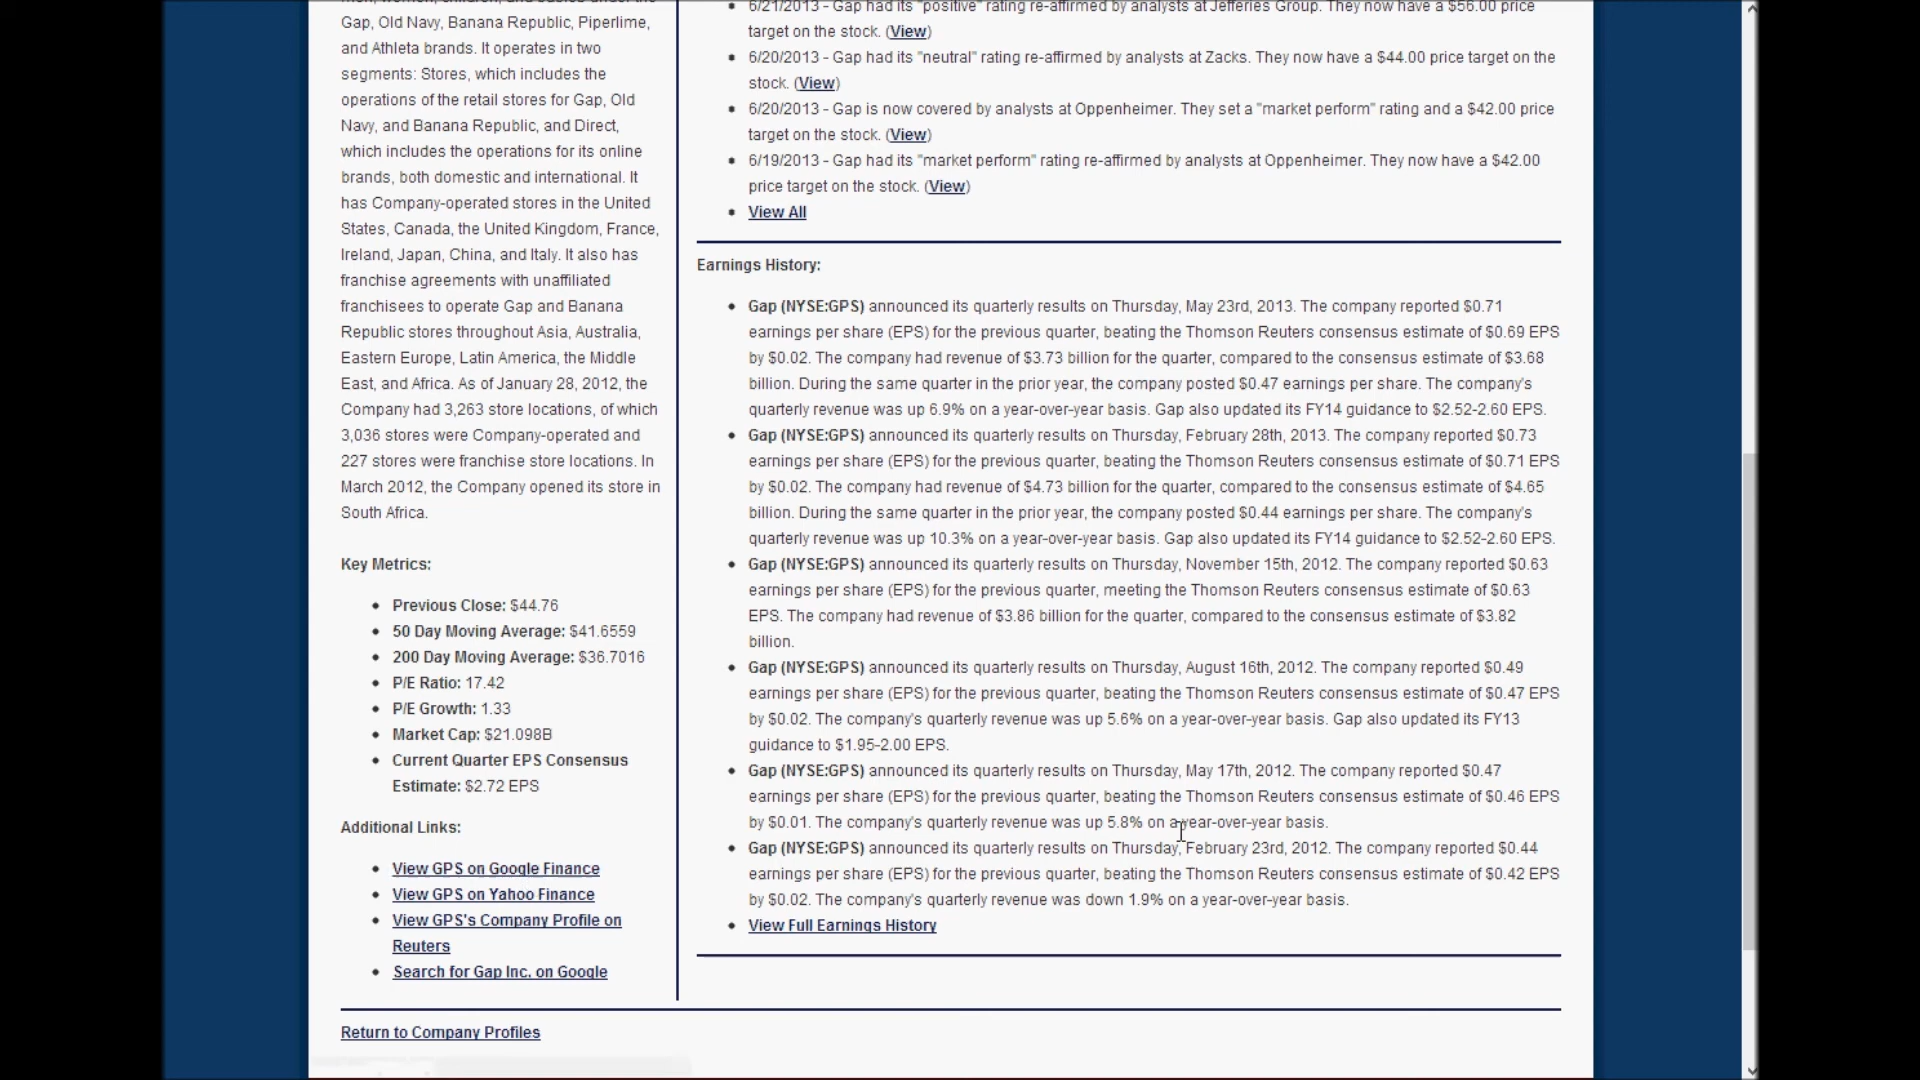 men, women, children, and babies under the
Gap, Old Navy, Banana Republic, Piperlime,
and Athleta brands. It operates in two
segments: Stores, which includes the
operations of the retail stores for Gap, Old
Navy, and Banana Republic, and Direct,
which includes the operations for its online
brands, both domestic and international. It
has Company-operated stores in the United
States, Canada, the United Kingdom, France,
Ireland, Japan, China, and Italy. It also has
franchise agreements with unaffiliated
franchisees to operate Gap and Banana
Republic stores throughout Asia, Australia,
Eastern Europe, Latin America, the Middle
East, and Africa. As of January 28, 2012, the
Company had 3,263 store locations, of which
3,036 stores were Company-operated and
227 stores were franchise store locations. In
March 2012, the Company opened its store in
South Africa.
Key Metrics:
Previous Close: $44.76
50 Day Moving Average: $41.6559
200 Day Moving Average: $36.7016
P/E Ratio: 17.42
P/E Growth: 1.33
Market Cap: $21.098B
Current Quarter EPS Consensus
Estimate: $2.72 EPS
Additional Links:
View GPS on Google Finance
View GPS on Yahoo Finance
View GPS's Company Profile on
Reuters
Search for Gap Inc. on Google
6/21/2013 - Gap had its "positive" rating re-affirmed by analysts at Jefferies Group. They now have a $56.00 price
target on the stock. (View)
6/20/2013 - Gap had its "neutral" rating re-affirmed by analysts at Zacks. They now have a $44.00 price target on the
stock. (View)
6/20/2013 - Gap is now covered by analysts at Oppenheimer. They set a "market perform" rating and a $42.00 price
target on the stock. (View)
6/19/2013 - Gap had its "market perform" rating re-affirmed by analysts at Oppenheimer. They now have a $42.00
price target on the stock. (View)
View All
Earnings History:
Gap (NYSE:GPS) announced its quarterly results on Thursday, May 23rd, 2013. The company reported $0.71
earnings per share (EPS) for the previous quarter, beating the Thomson Reuters consensus estimate of $0.69 EPS
by $0.02. The company had revenue of $3.73 billion for the quarter, compared to the consensus estimate of $3.68
billion. During the same quarter in the prior year, the company posted $0.47 earnings per share. The company's
quarterly revenue was up 6.9% on a year-over-year basis. Gap also updated its FY14 guidance to $2.52-2.60 EPS.
Gap (NYSE:GPS) announced its quarterly results on Thursday, February 28th, 2013. The company reported $0.73
earnings per share (EPS) for the previous quarter, beating the Thomson Reuters consensus estimate of $0.71 EPS
by $0.02. The company had revenue of $4.73 billion for the quarter, compared to the consensus estimate of $4.65
billion. During the same quarter in the prior year, the company posted $0.44 earnings per share. The company's
quarterly revenue was up 10.3% on a year-over-year basis. Gap also updated its FY14 guidance to $2.52-2.60 EPS.
Gap (NYSE:GPS) announced its quarterly results on Thursday, November 15th, 2012. The company reported $0.63
earnings per share (EPS) for the previous quarter, meeting the Thomson Reuters consensus estimate of $0.63
EPS. The company had revenue of $3.86 billion for the quarter, compared to the consensus estimate of $3.82
billion.
Gap (NYSE:GPS) announced its quarterly results on Thursday, August 16th, 2012. The company reported $0.49
earnings per share (EPS) for the previous quarter, beating the Thomson Reuters consensus estimate of $0.47 EPS
by $0.02. The company's quarterly revenue was up 5.6% on a year-over-year basis. Gap also updated its FY13
guidance to $1.95-2.00 EPS.
Gap (NYSE:GPS) announced its quarterly results on Thursday, May 17th, 2012. The company reported $0.47
earnings per share (EPS) for the previous quarter, beating the Thomson Reuters consensus estimate of $0.46 EPS
by $0.01. The company's quarterly revenue was up 5.8% on a year-over-year basis.
Gap (NYSE:GPS) announced its quarterly results on Thursday, February 23rd, 2012. The company reported $0.44
earnings per share (EPS) for the previous quarter, beating the Thomson Reuters consensus estimate of $0.42 EPS
by $0.02. The company's quarterly revenue was down 1.9% on a year-over-year basis.
View Full Earnings History
Return to Company Profiles